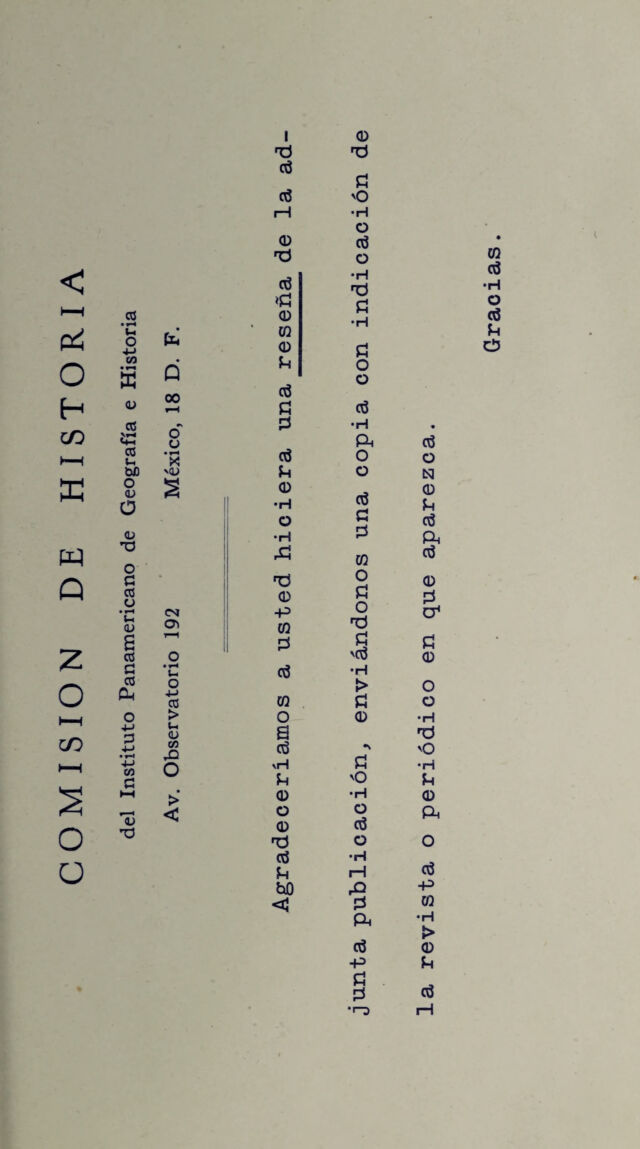 COMISION DE HISTORIA
del Instituto Panamericano de Geografía e Historia
Av. Observatorio 192 México, 18 D. F.
Agradeceríamos a usted hiciera una reseña de la ad-
junta publicación, enviándonos una copia con indicación de
la revista o periódico en que aparezca.
Gracias.